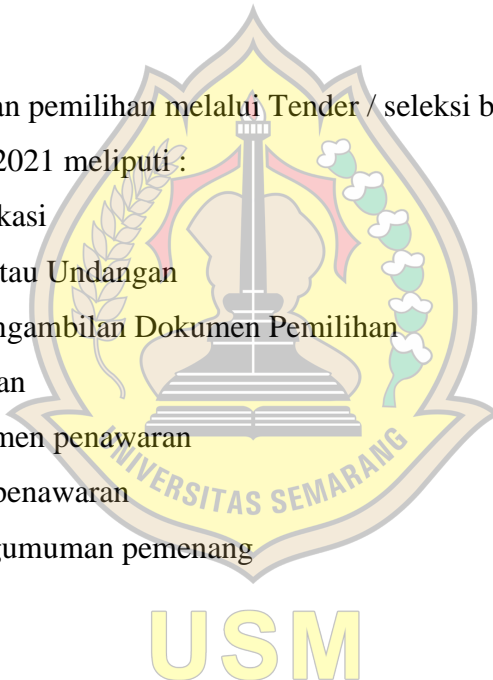 an pemilihan melalui Tender / seleksi b
2021 meliputi :
kasi
tau Undangan
ngambilan Dokumen Pemilihan
an
men penawaran
penawaran
gumuman pemenang
UNIVERSITAS SEMARANG
USM